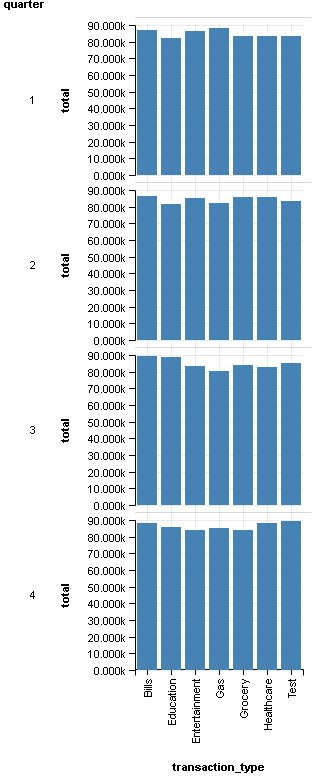 quarter
90.000k
80.000k
70.000k
60.000k
50.000k
40.000k
30.000k
20.000k
10.000k
0.000k
total
1
90.000k
80.000k
70.000k
60.000k
50.000k
40.000k
30.000k
20.000k
10.000k
0.000k
total
2
90.000k
80.000k
70.000k
60.000k
50.000k
40.000k
30.000k
20.000k
10.000k
0.000k
total
3
90.000k
80.000k
70.000k
60.000k
50.000k
40.000k
30.000k
20.000k
10.000k
0.000k
total
4
Bills
Education
Entertainment
Gas
Grocery
Healthcare
Test
transaction_type